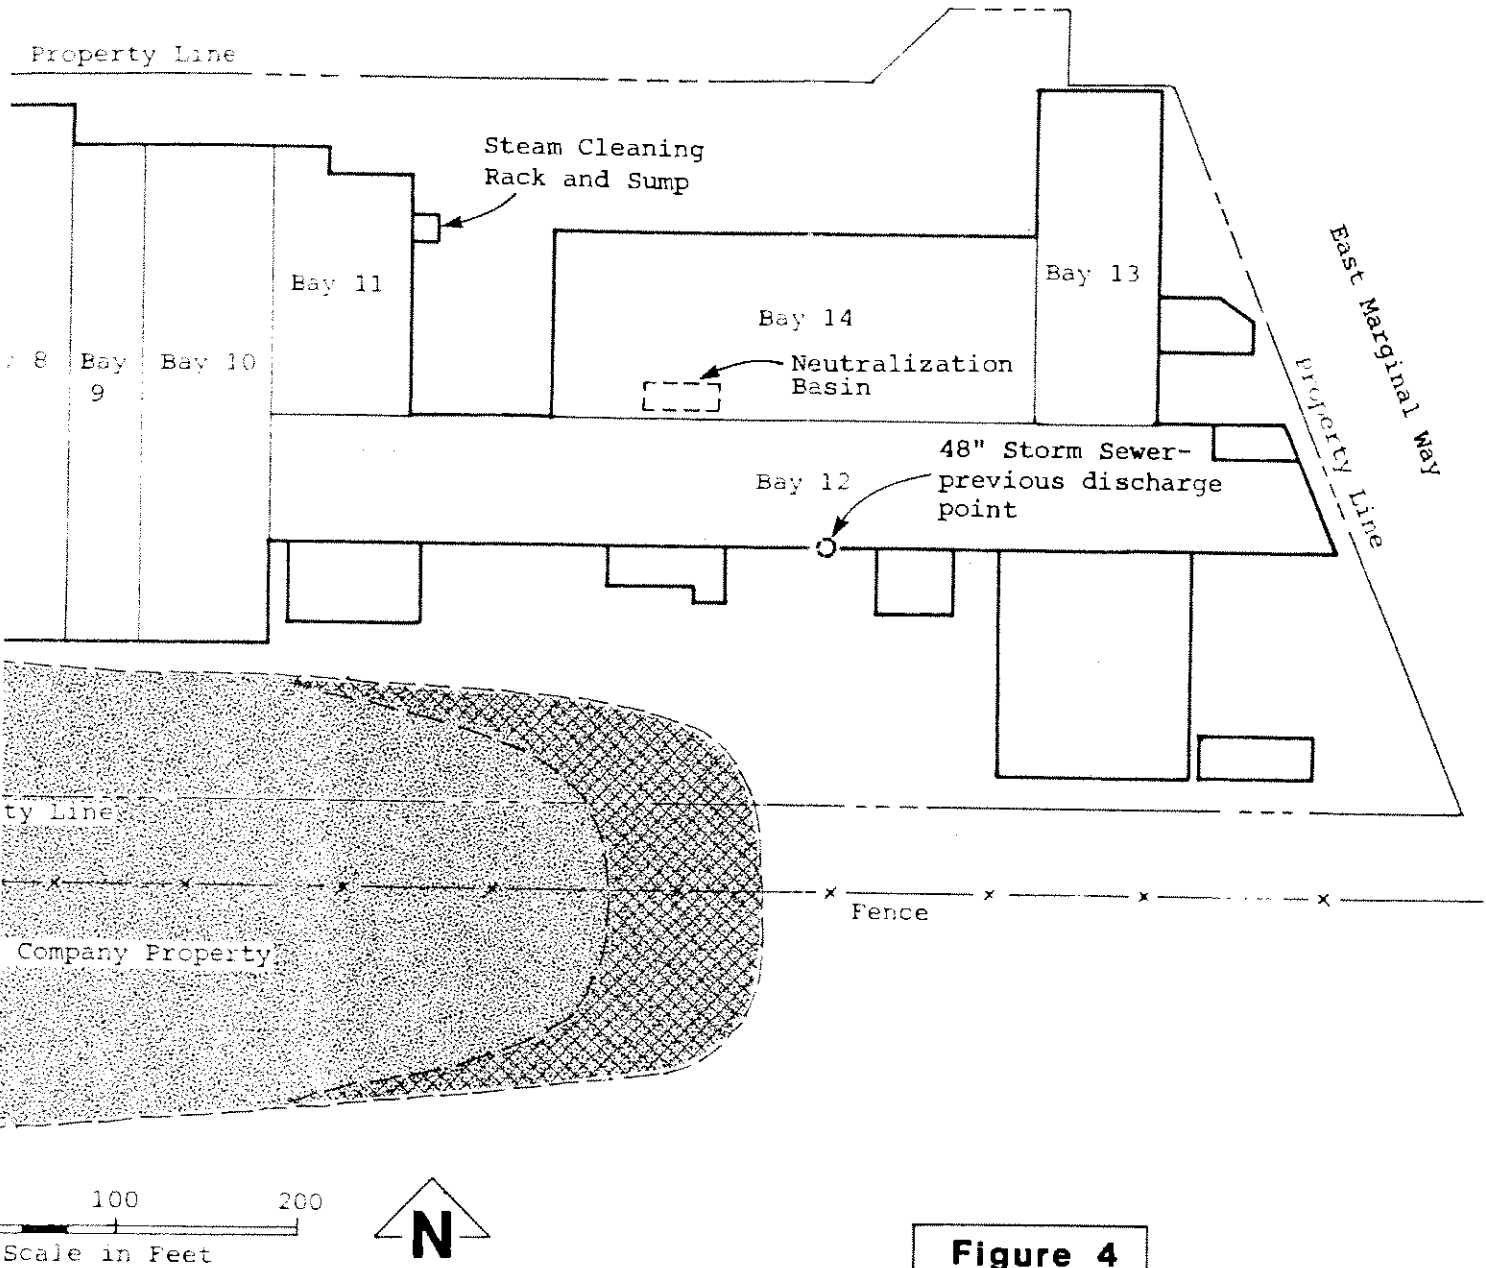 Property Line
Steam Cleaning
Rack and Sump
Bay 11
Bay 13
East Marginal Way
Bay 14
8
Bay
9
Bay 10
Neutralization
Basin
Property Line
48" Storm Sewer-
previous discharge
point
Bay 12
ty Line
Fence
Company Property
100
200
Scale in Feet
N
Figure 4